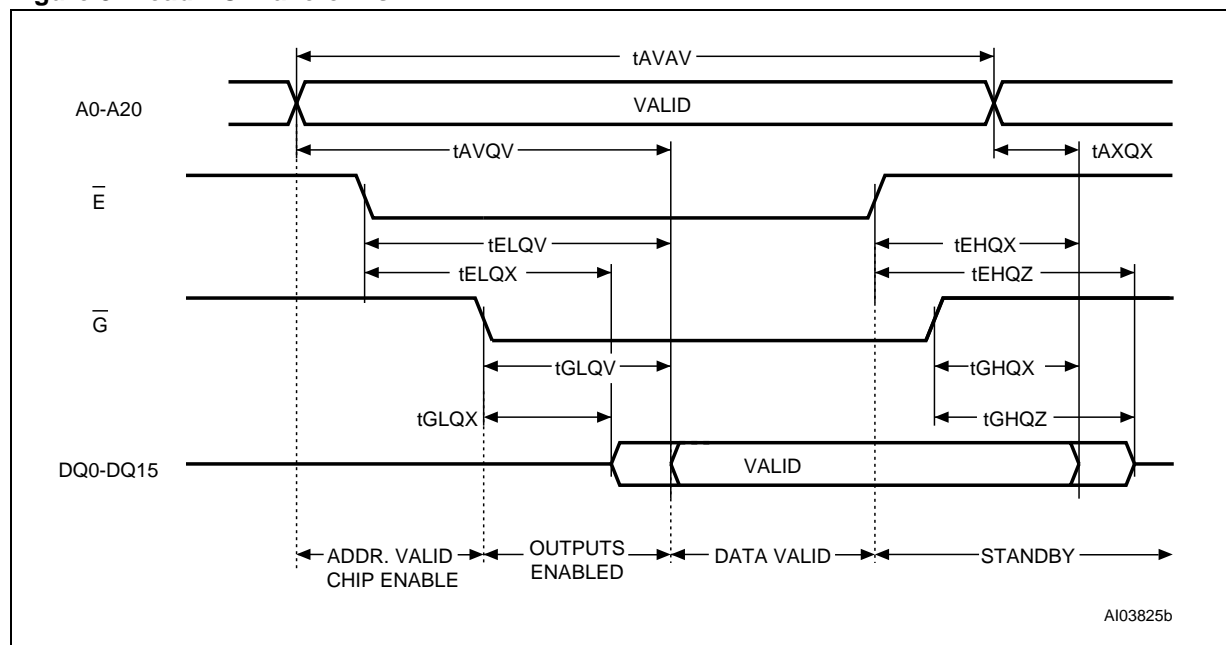 tAVAV
A0-A20
VALID
tAVQV
tAXQX
E
tELQV
tEHQX
tELQX
tEHQZ
G
tGLQV
tGHQX
tGLQX
tGHQZ
DQ0-DQ15
VALID
ADDR. VALID
CHIP ENABLE
OUTPUTS
ENABLED
DATA VALID
STANDBY
AI03825b